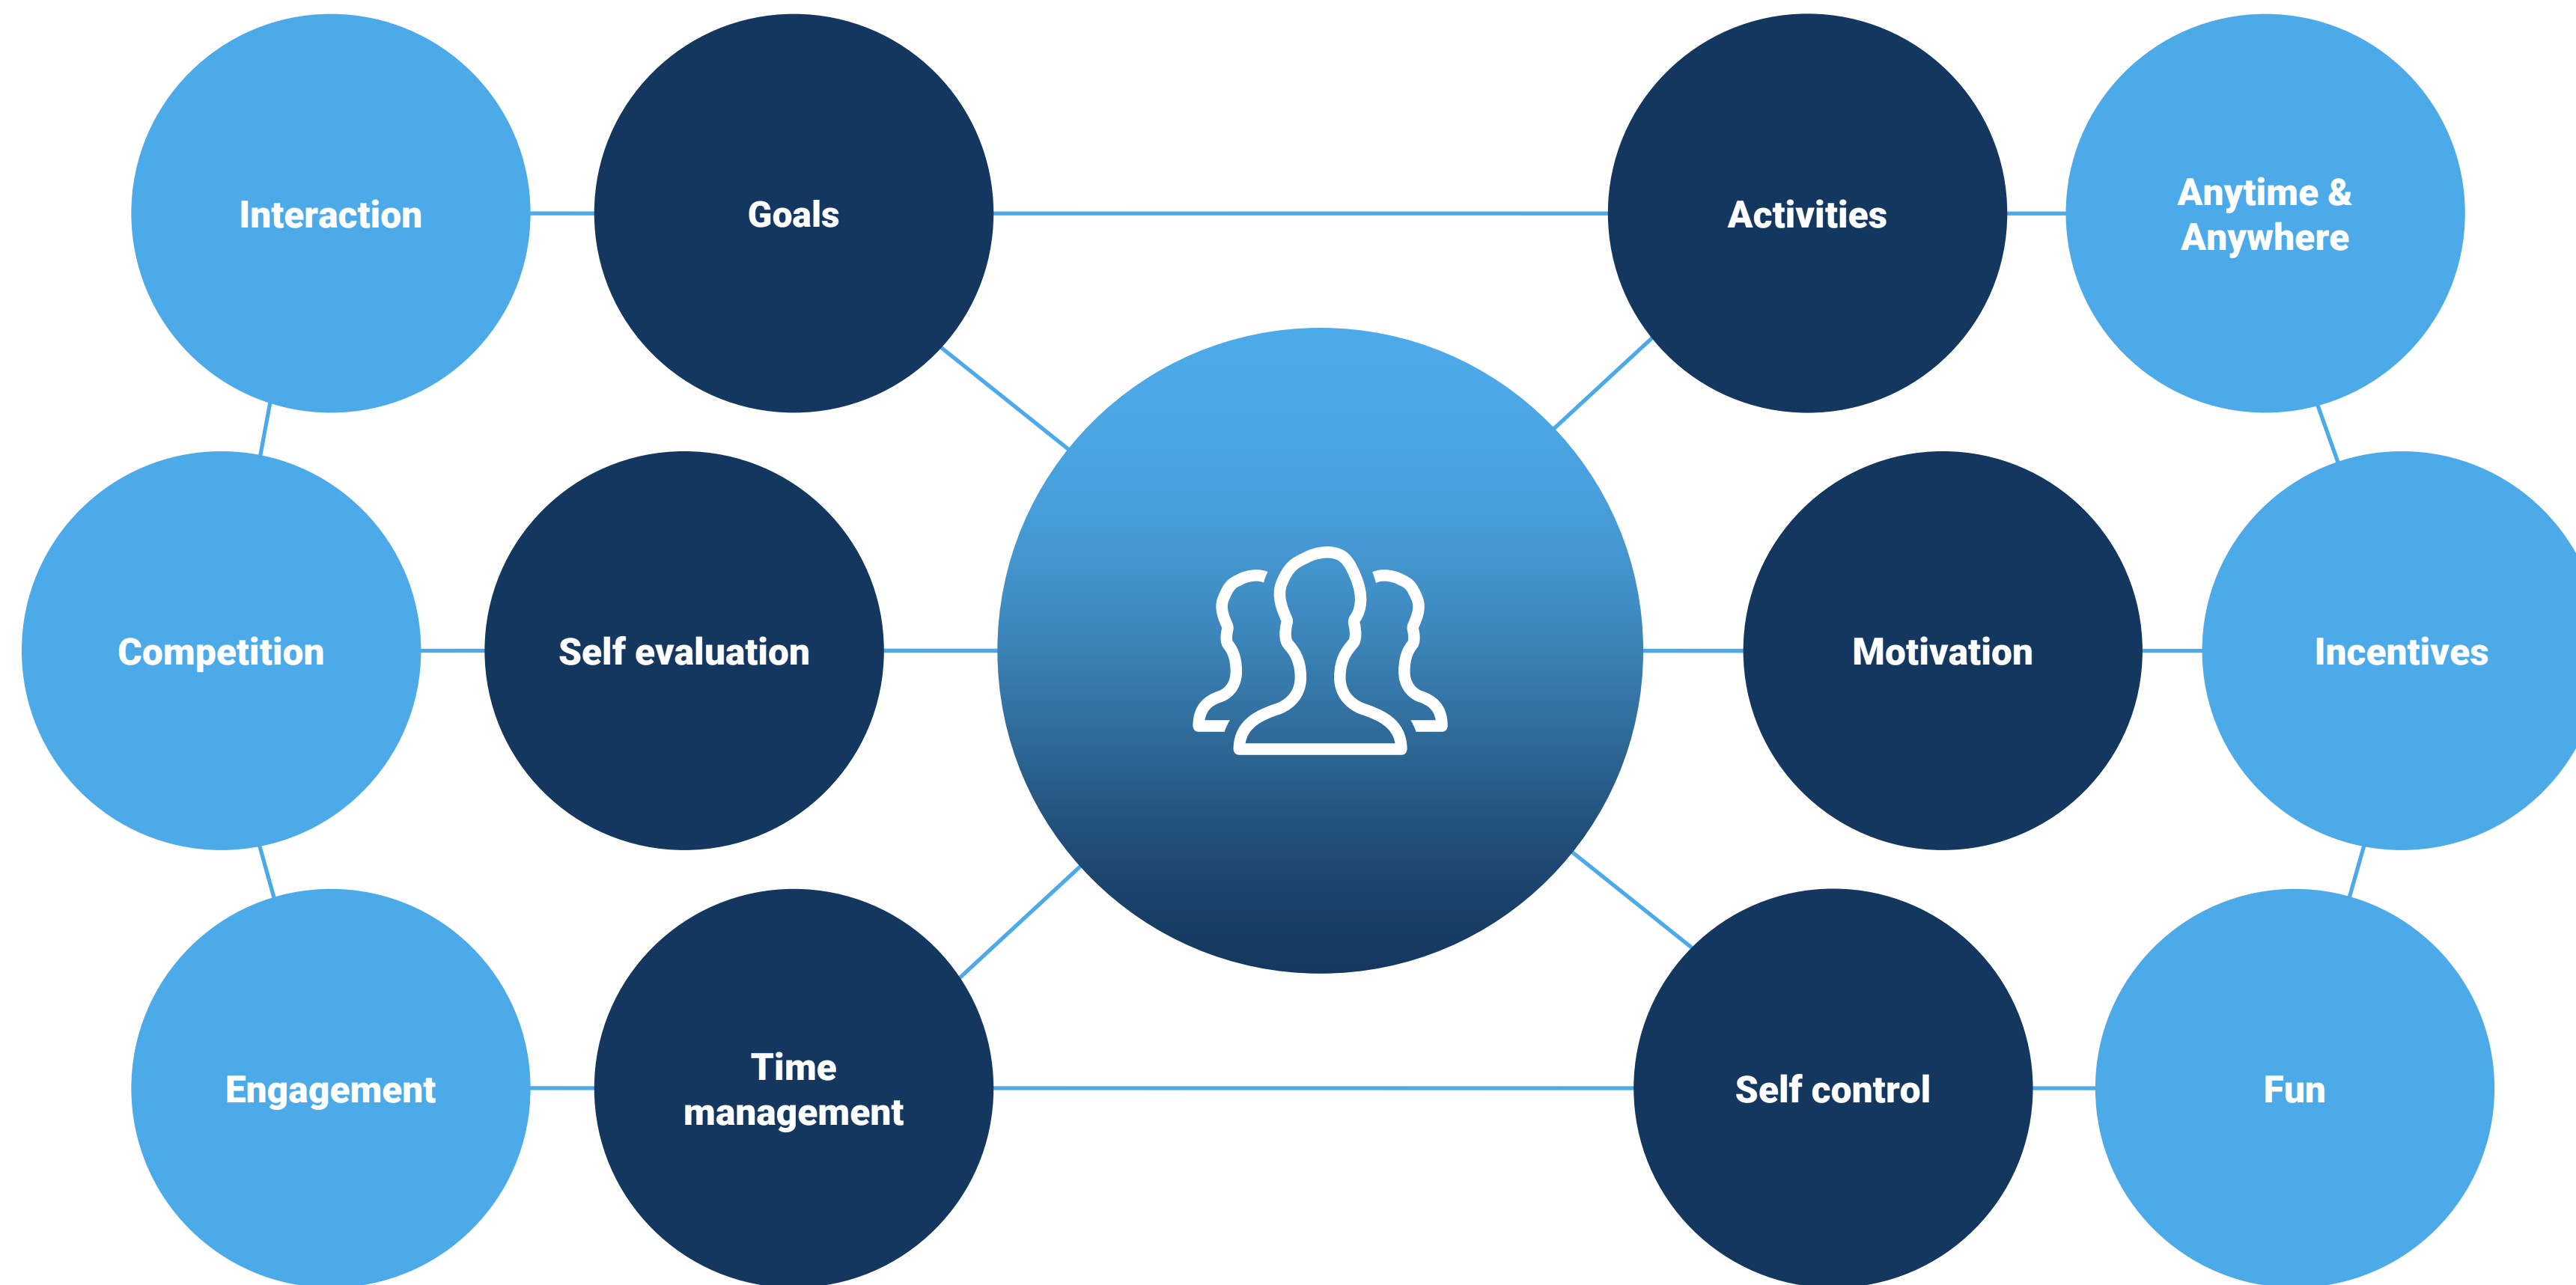 Interaction
Goals
Activities
Anytime &
Anywhere
Competition
Self evaluation
Motivation
Incentives
Engagement
Time
management
Self control
Fun